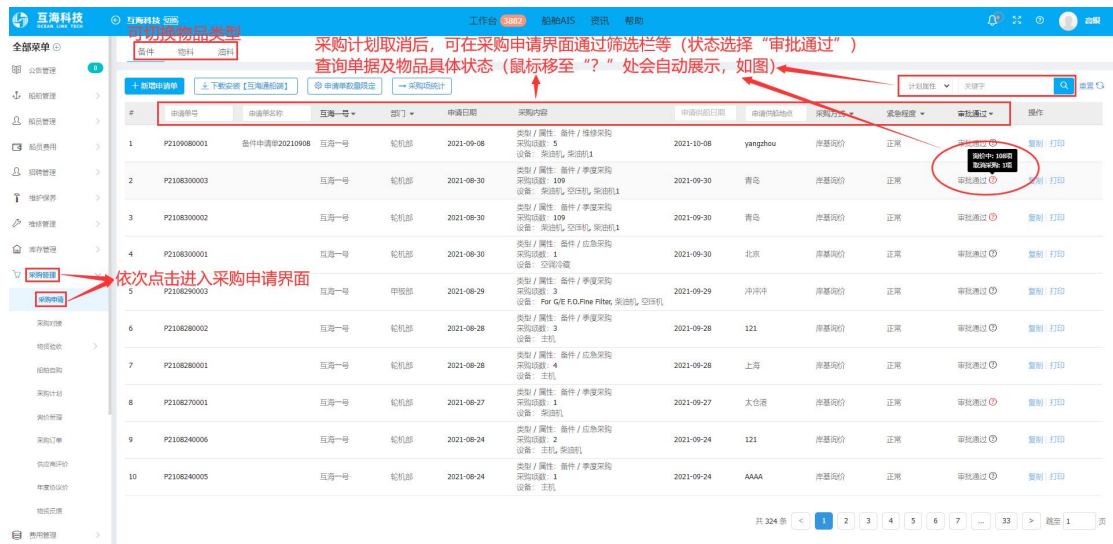 互海科技
OCEAN LINK TECH
互海科技 切换
工作台 3882 船舶AIS 资讯 帮助
全部菜单
可切换物品类型
备件 物料 油料
采购计划取消后，可在采购申请界面通过筛选栏等（状态选择“审批通过”）
查询单据及物品具体状态（鼠标移至“？”处会自动展示，如图）
+ 新增申请单
下载安装【互海通船端】
申请单数量限定
采购项统计
计划属性 关键字
重置
# 申请单号 申请单名称 互海一号 部门 申请日期 采购内容 申请供船日期 申请供船地点 采购方式 紧急程度 审批通过 操作
1 P2109080001 备件申请单20210908 互海一号 轮机部 2021-09-08
类型 / 属性: 备件 / 维修采购
采购项数: 5
设备: 柴油机, 柴油机1
2021-10-08 yangzhou 岸基询价 正常 审批通过 复制 打印
询价中: 108项
取消采购: 1项
2 P2108300003 互海一号 轮机部 2021-08-30
类型 / 属性: 备件 / 季度采购
采购项数: 109
设备: 柴油机, 空压机, 柴油机1
2021-09-30 青岛 岸基询价 正常 审批通过 复制 打印
3 P2108300002 互海一号 轮机部 2021-08-30
类型 / 属性: 备件 / 季度采购
采购项数: 109
设备: 柴油机, 空压机, 柴油机1
2021-09-30 青岛 岸基询价 正常 审批通过 复制 打印
4 P2108300001 互海一号 轮机部 2021-08-30
类型 / 属性: 备件 / 应急采购
采购项数: 1
设备: 空调冷藏
2021-09-30 北京 岸基询价 正常 审批通过 复制 打印
依次点击进入采购申请界面
5 P2108290003 互海一号 甲板部 2021-08-29
类型 / 属性: 备件 / 季度采购
采购项数: 3
设备: For G/E F.O.Fine Filter, 柴油机, 空压机
2021-09-29 冲冲冲 岸基询价 正常 审批通过 复制 打印
6 P2108280002 互海一号 轮机部 2021-08-28
类型 / 属性: 备件 / 季度采购
采购项数: 3
设备: 主机
2021-09-28 121 岸基询价 正常 审批通过 复制 打印
7 P2108280001 互海一号 轮机部 2021-08-28
类型 / 属性: 备件 / 应急采购
采购项数: 4
设备: 主机
2021-09-28 上海 岸基询价 正常 审批通过 复制 打印
8 P2108270001 互海一号 轮机部 2021-08-27
类型 / 属性: 备件 / 季度采购
采购项数: 1
设备: 柴油机
2021-09-27 太仓港 岸基询价 正常 审批通过 复制 打印
9 P2108240006 互海一号 轮机部 2021-08-24
类型 / 属性: 备件 / 应急采购
采购项数: 2
设备: 主机, 柴油机
2021-09-24 121 岸基询价 正常 审批通过 复制 打印
10 P2108240005 互海一号 轮机部 2021-08-24
类型 / 属性: 备件 / 季度采购
采购项数: 1
设备: 主机
2021-09-24 AAAA 岸基询价 正常 审批通过 复制 打印
共 324 条 < 1 2 3 4 5 6 7 ... 33 > 跳至 1 页
公告管理 0
船舶管理
船员管理
船员费用
招聘管理
维护保养
维修管理
库存管理
采购管理
采购申请
采购对接
物资验收
船舶自购
采购计划
询价管理
采购订单
供应商评价
年度协议价
物资反馈
费用管理